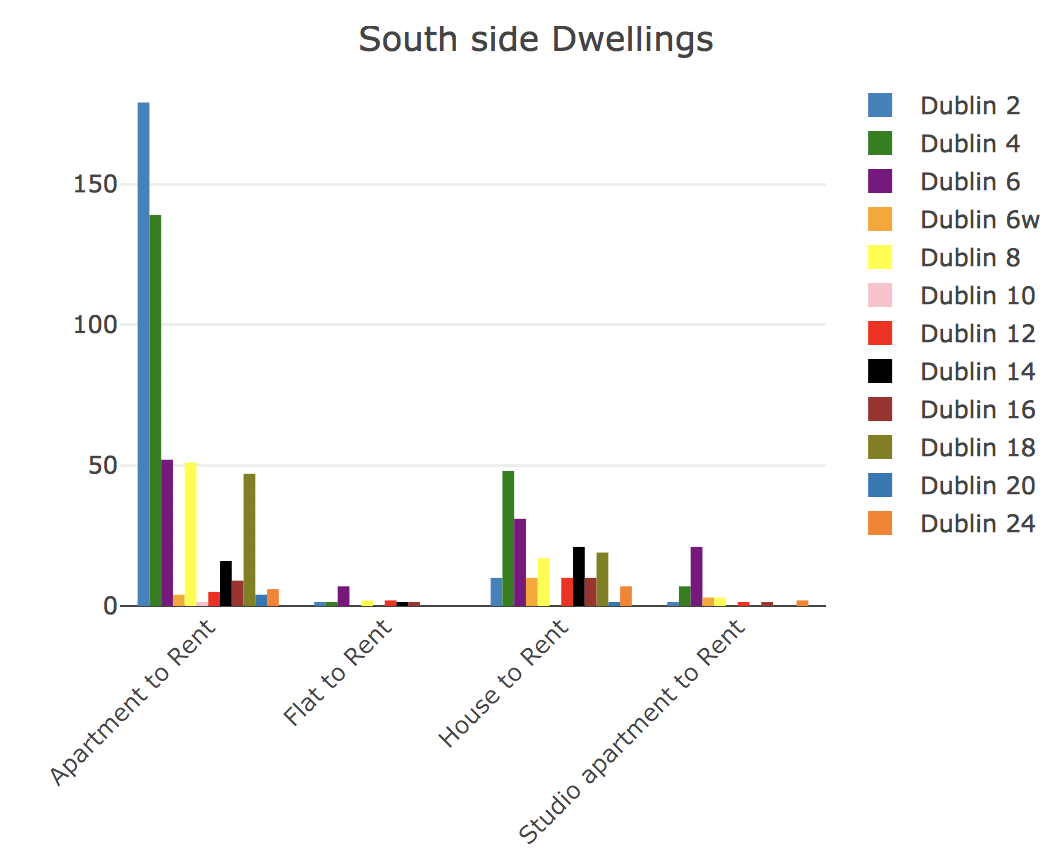 South side Dwellings
150
100
50
0
Apartment to Rent
Flat to Rent
House to Rent
Studio apartment to Rent
Dublin 2
Dublin 4
Dublin 6
Dublin 6w
Dublin 8
Dublin 10
Dublin 12
Dublin 14
Dublin 16
Dublin 18
Dublin 20
Dublin 24